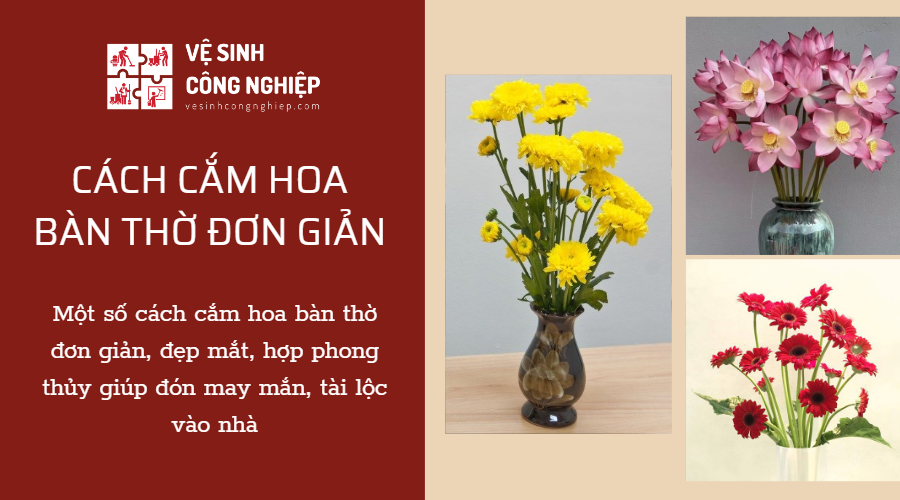 VỆ SINH
CÔNG NGHIỆP
vesinhcongnghiep.com
CÁCH CẮM HOA
BÀN THỜ ĐƠN GIẢN
Một số cách cắm hoa bàn thờ
đơn giản, đẹp mắt, hợp phong
thủy giúp đón may mắn, tài lộc
vào nhà